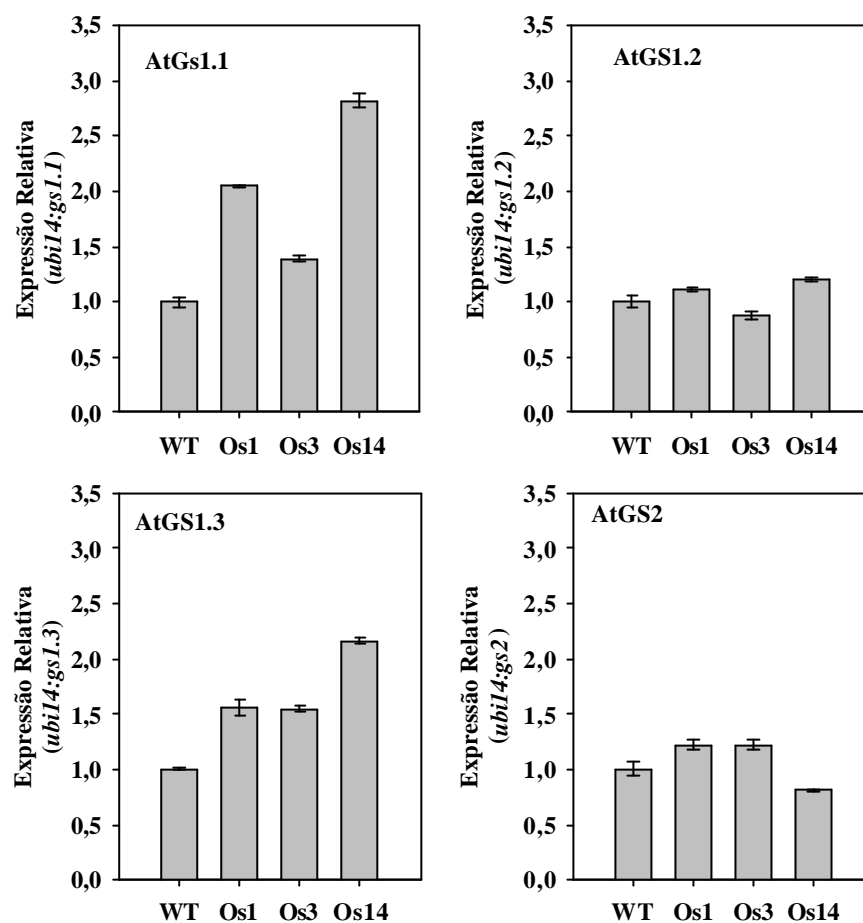 AtGs1.1
Expressão Relativa
(ubi14:gs1.1)
3,5
3,0
2,5
2,0
1,5
1,0
0,5
0,0
WT Os1 Os3 Os14
AtGS1.2
Expressão Relativa
(ubi14:gs1.2)
3,5
3,0
2,5
2,0
1,5
1,0
0,5
0,0
WT Os1 Os3 Os14
AtGS1.3
Expressão Relativa
(ubi14:gs1.3)
3,5
3,0
2,5
2,0
1,5
1,0
0,5
0,0
WT Os1 Os3 Os14
AtGS2
Expressão Relativa
(ubi14:gs2)
3,5
3,0
2,5
2,0
1,5
1,0
0,5
0,0
WT Os1 Os3 Os14